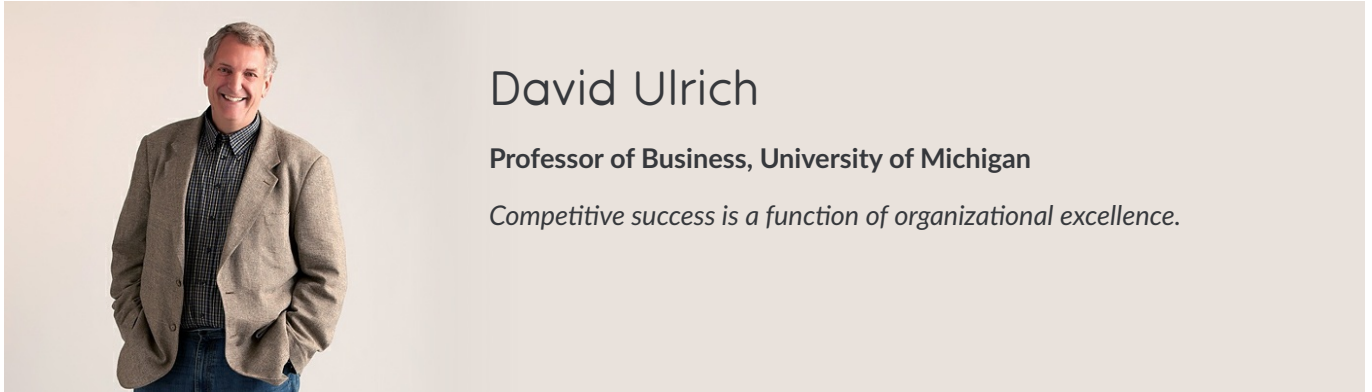 David Ulrich
Professor of Business, University of Michigan
Competitive success is a function of organizational excellence.